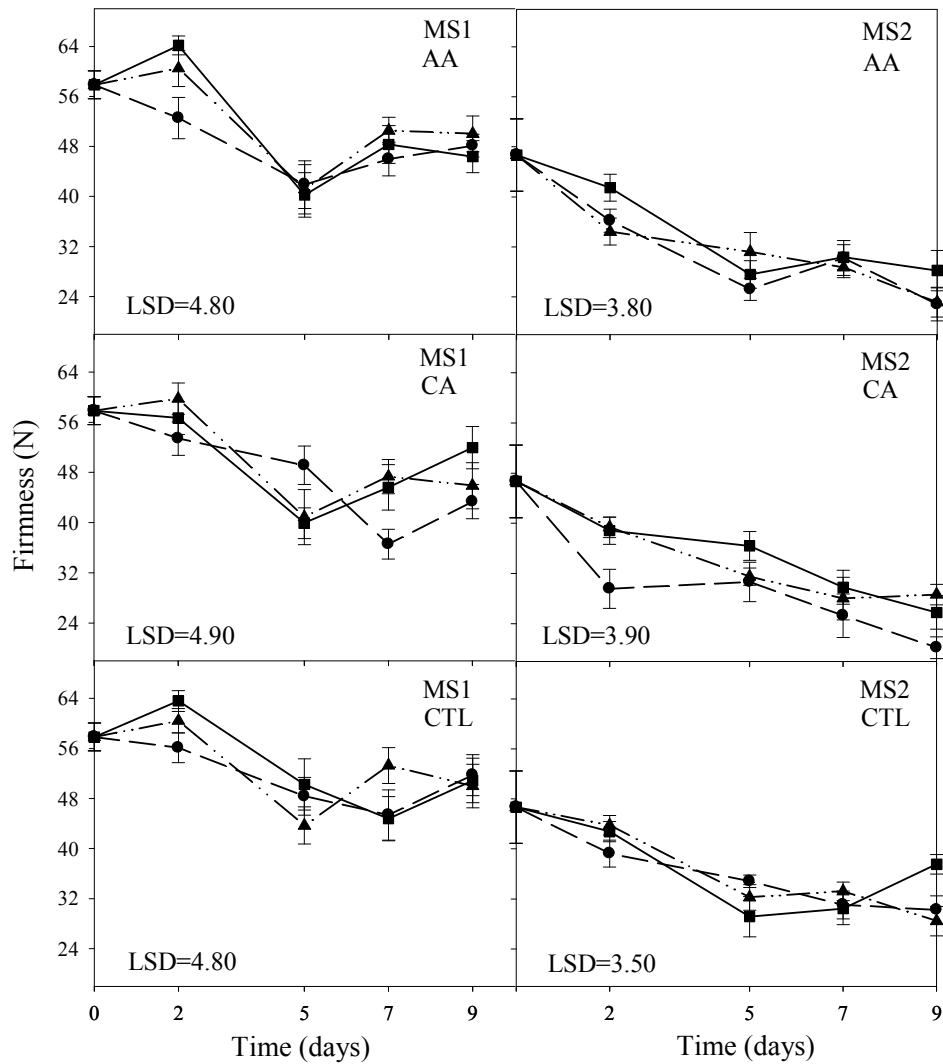 MS1
AA
MS2
AA
64
56
48
40
32
24
LSD=4.80
LSD=3.80
MS1
CA
MS2
CA
64
56
48
40
32
24
Firmness (N)
LSD=4.90
LSD=3.90
MS1
CTL
MS2
CTL
64
56
48
40
32
24
LSD=4.80
LSD=3.50
0 2 5 7 9 2 5 7 9
Time (days) Time (days)